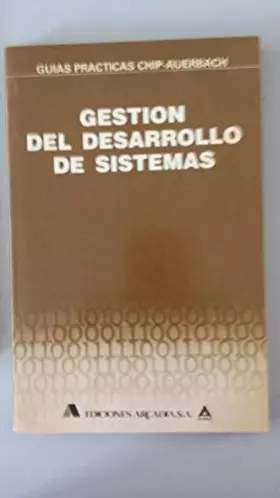 GUIAS PRACTICAS CHIP-AUERBACH
GESTION
DEL DESARROLLO
DE SISTEMAS
EDICIONES ARCADIA, S.A.